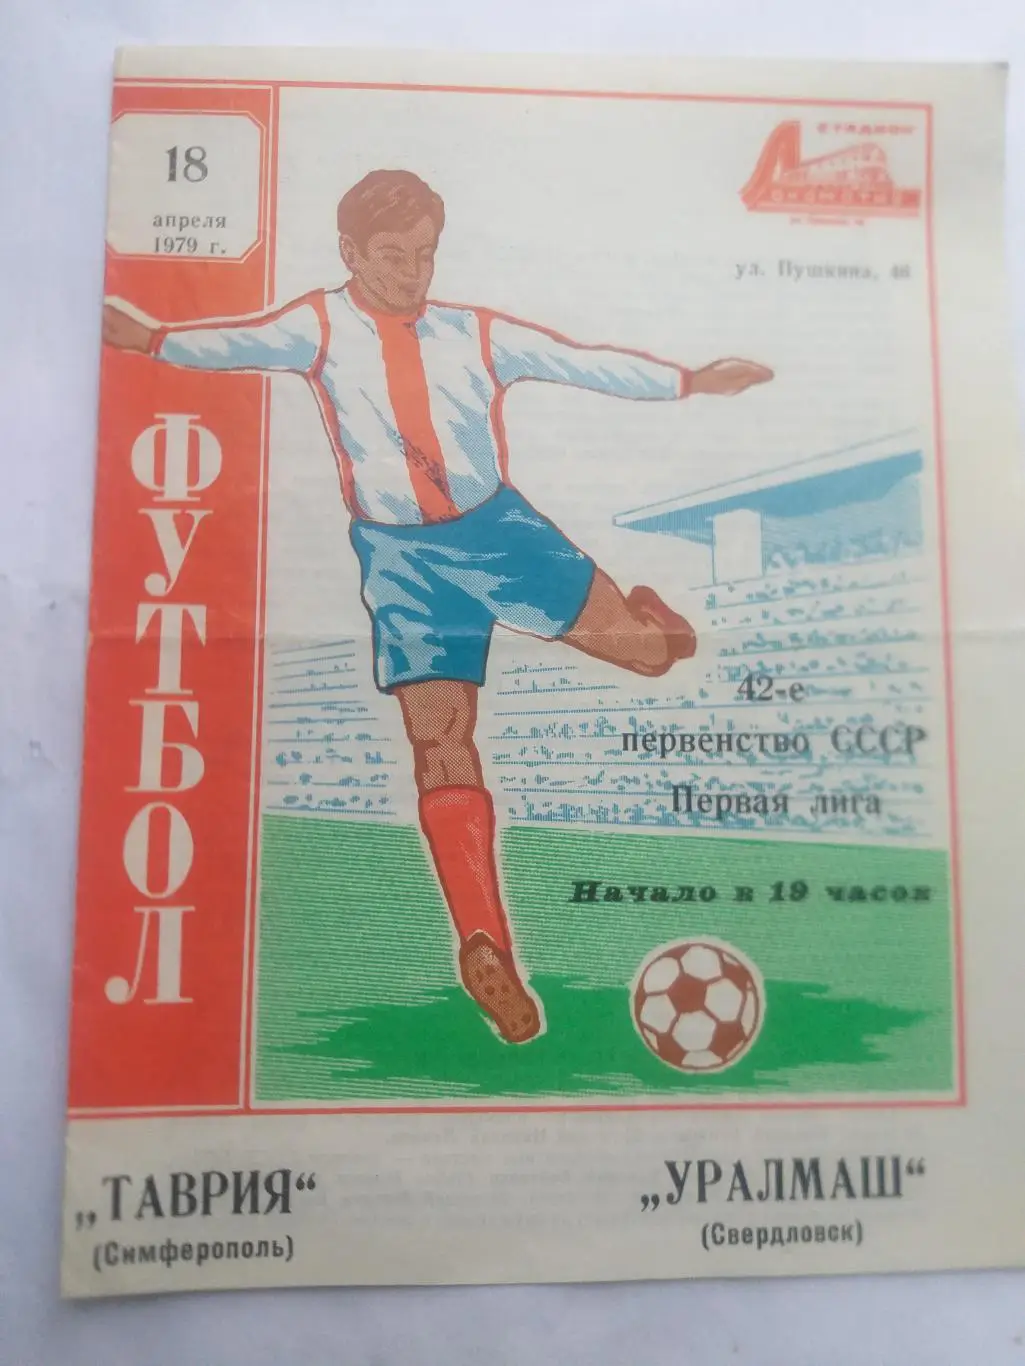 18
апреля
1979 г.
СТАДИОН
Локомотив
ул. Пушкина, 46
ФУТБОЛ
42-е
первенство СССР
Первая лига
Начало в 19 часов
„ТАВРИЯ“
(Симферополь)
„УРАЛМАШ“
(Свердловск)